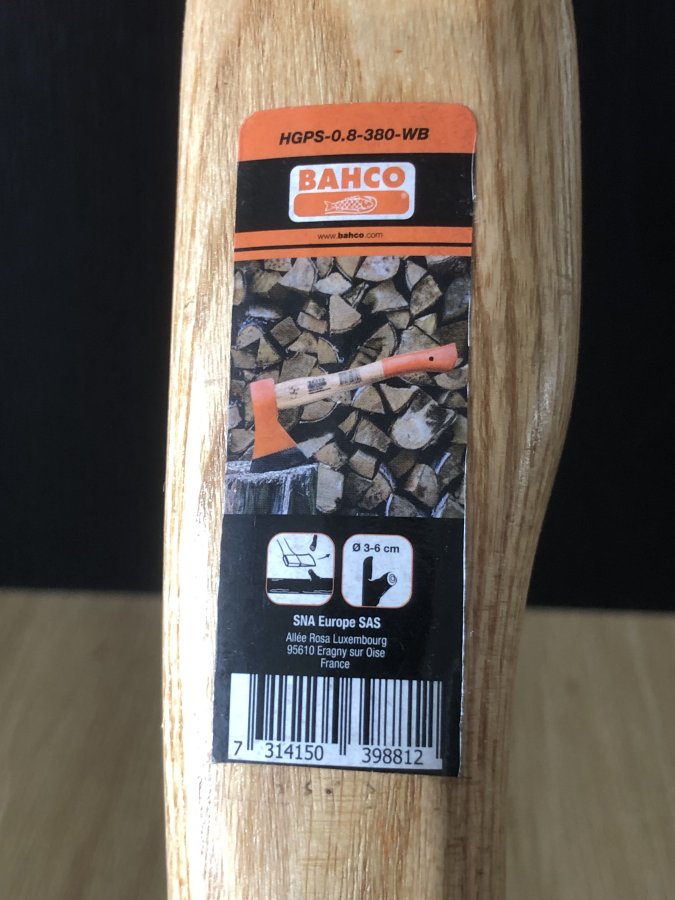 HGPS-0.8-380-WB
BAHCO
www.bahco.com
Ø 3-6 cm
SNA Europe SAS
Allée Rosa Luxembourg
95610 Eragny sur Oise
France
7 314150 398812